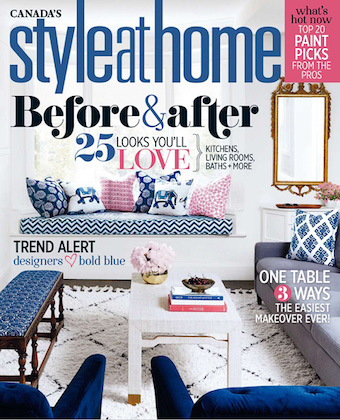 CANADA'S
styleathome
what's
hot now
TOP 20
PAINT
PICKS
FROM THE
PROS
Before & after
25 LOOKS YOU'LL
LOVE
KITCHENS,
LIVING ROOMS,
BATHS + MORE
TREND ALERT
designers ♡ bold blue
ONE TABLE
3 WAYS
THE EASIEST
MAKEOVER EVER!